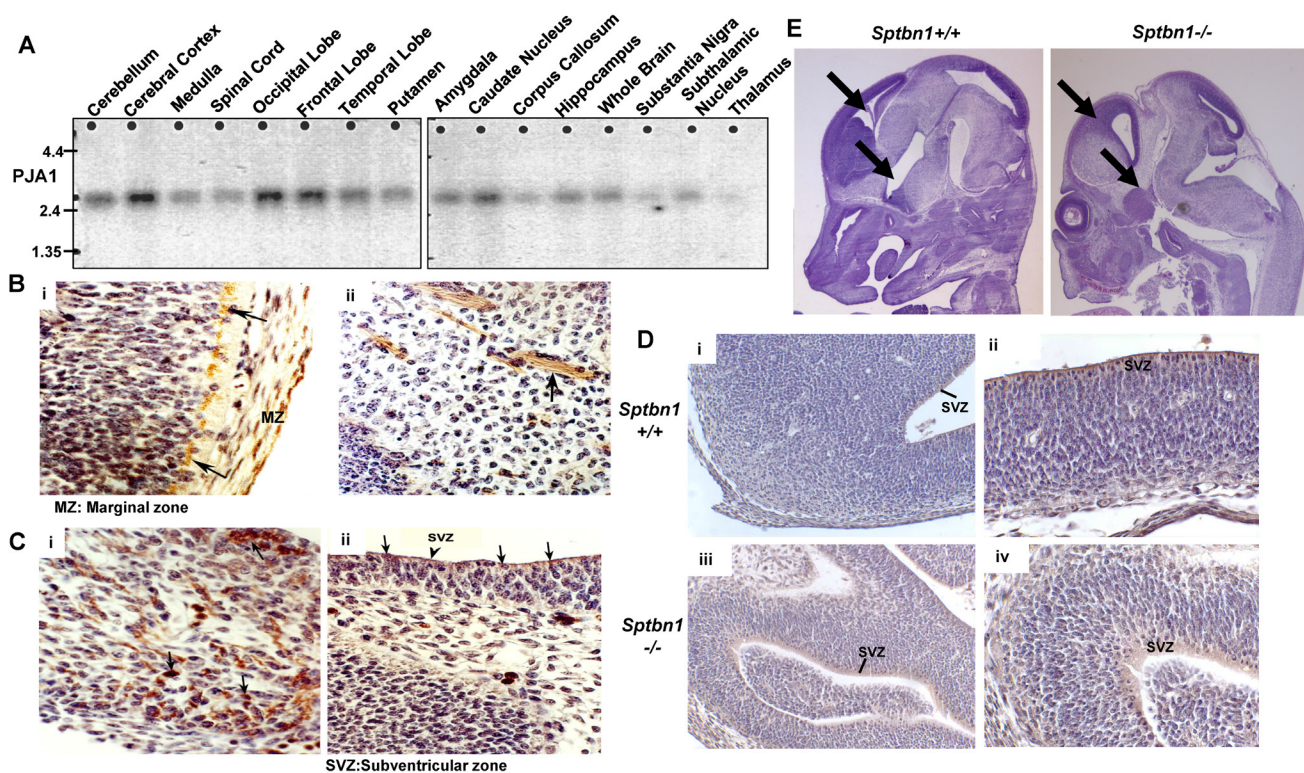 A
Cerebellum
Cerebral Cortex
Medulla
Spinal Cord
Occipital Lobe
Frontal Lobe
Temporal Lobe
Putamen
Amygdala
Caudate Nucleus
Corpus Callosum
Hippocampus
Whole Brain
Substantia Nigra
Subthalamic
Nucleus
Thalamus
4.4
PJA1
2.4
1.35
B
i
MZ
ii
MZ: Marginal zone
C
i
ii
SVZ
SVZ:Subventricular zone
E
Sptbn1+/+
Sptbn1-/-
D
Sptbn1
+/+
i
SVZ
ii
SVZ
Sptbn1
-/-
iii
SVZ
iv
SVZ